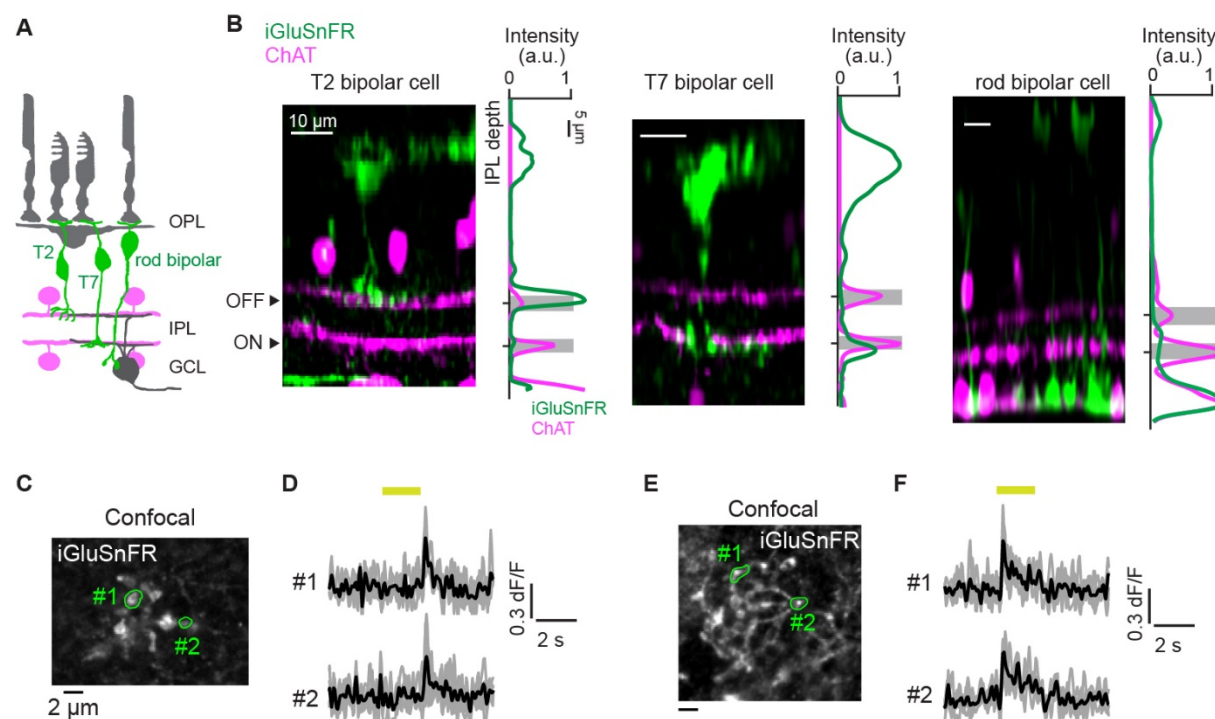 A
OPL
T2
T7
rod bipolar
IPL
GCL
B
iGluSnFR
ChAT
T2 bipolar cell
10 µm
OFF
ON
Intensity
(a.u.)
0 1
IPL depth
5 µm
iGluSnFR
ChAT
T7 bipolar cell
Intensity
(a.u.)
0 1
rod bipolar cell
Intensity
(a.u.)
0 1
C
Confocal
iGluSnFR
#1
#2
2 µm
D
#1
#2
0.3 dF/F
2 s
E
Confocal
iGluSnFR
#1
#2
F
#1
#2
0.3 dF/F
2 s